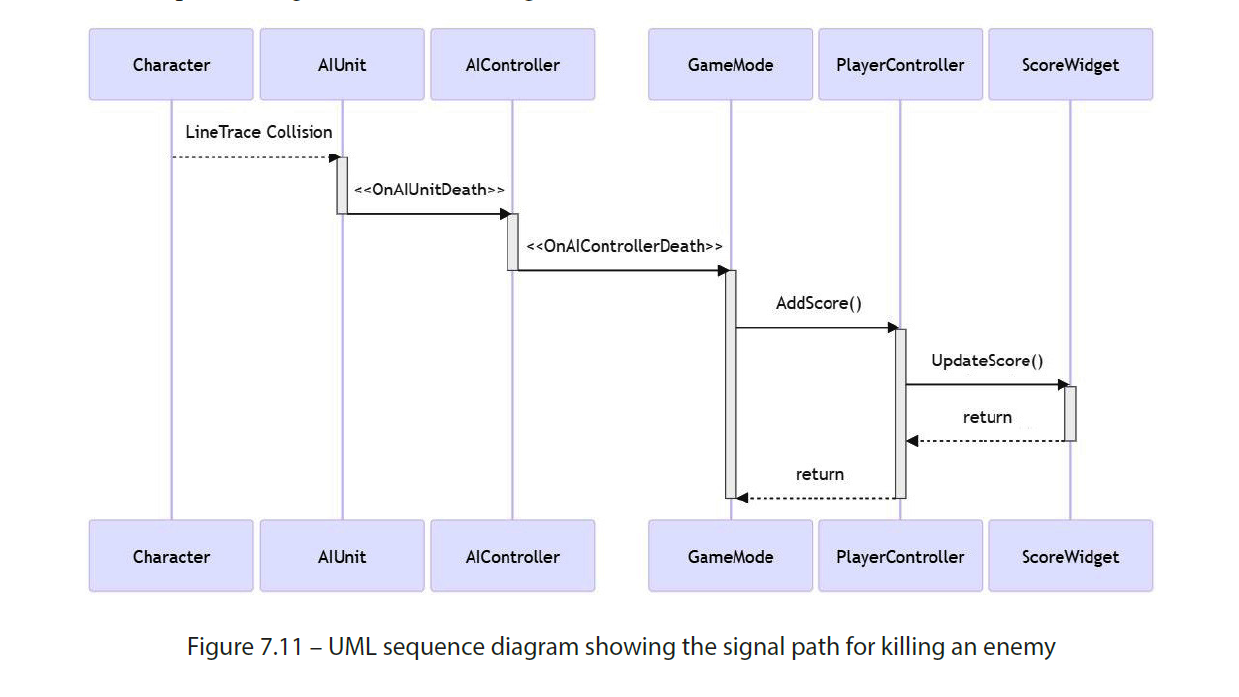 Character
AIUnit
AIController
GameMode
PlayerController
ScoreWidget
LineTrace Collision
<<OnAIUnitDeath>>
<<OnAIControllerDeath>>
AddScore()
UpdateScore()
return
return
Character
AIUnit
AIController
GameMode
PlayerController
ScoreWidget
Figure 7.11 – UML sequence diagram showing the signal path for killing an enemy